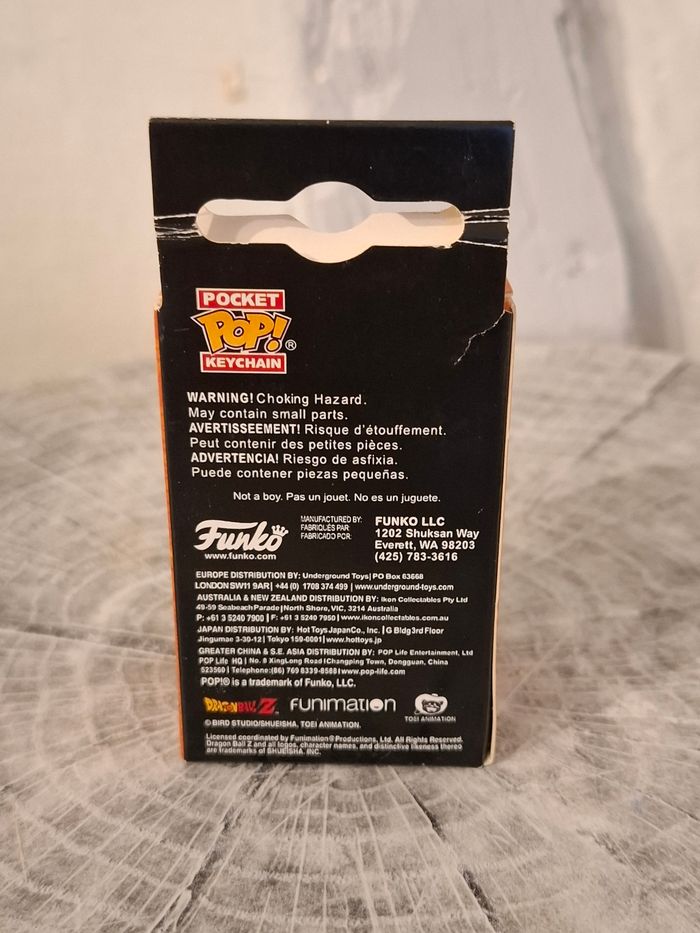 POCKET
POP!®
KEYCHAIN
WARNING! Choking Hazard.
May contain small parts.
AVERTISSEMENT! Risque d'étouffement.
Peut contenir des petites pièces.
ADVERTENCIA! Riesgo de asfixia.
Puede contener piezas pequeñas.
Not a boy. Pas un jouet. No es un juguete.
Funko
www.funko.com
MANUFACTURED BY:
FABRIQUÉS PAR
FABRICADO POR:
FUNKO LLC
1202 Shuksan Way
Everett, WA 98203
(425) 783-3616
EUROPE DISTRIBUTION BY: Underground Toys| PO Box 63668
LONDON SW11 9AR| +44 (0) 1708 374 499 | www.underground-toys.com
AUSTRALIA & NEW ZEALAND DISTRIBUTION BY: Ikon Collectables Pty Ltd
49-59 Seabeach Parade|North Shore, VIC, 3214 Australia
P: +61 3 5240 7900 | F: +61 3 5240 7950 | www.ikoncollectables.com.au
JAPAN DISTRIBUTION BY: Hot Toys JapanCo., Inc. | G Bldg 3rd Floor
Jingumae 3-30-12| Tokyo 159-0001| www.hottoys.jp
GREATER CHINA & S.E. ASIA DISTRIBUTION BY: POP Life Entertainment, Ltd
POP Life HQ | No. 8 XingLong Road |Changping Town, Dongguan, China
523560 | Telephone:(86) 769 8339-8588 |www.pop-life.com
POP!® is a trademark of Funko, LLC.
DRAGON BALL Z
FUNIMATION
TOEI ANIMATION
© BIRD STUDIO/SHUEISHA, TOEI ANIMATION.
Licensed coordinated by Funimation® Productions, Ltd. All Rights Reserved.
Dragon Ball Z and all logos, character names, and distinctive likeness thereo
are trademarks of SHUEISHA, INC.